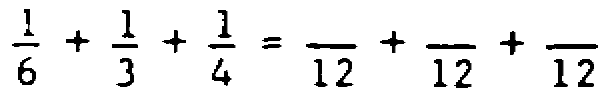 1/6 + 1/3 + 1/4 = /12 + /12 + /12